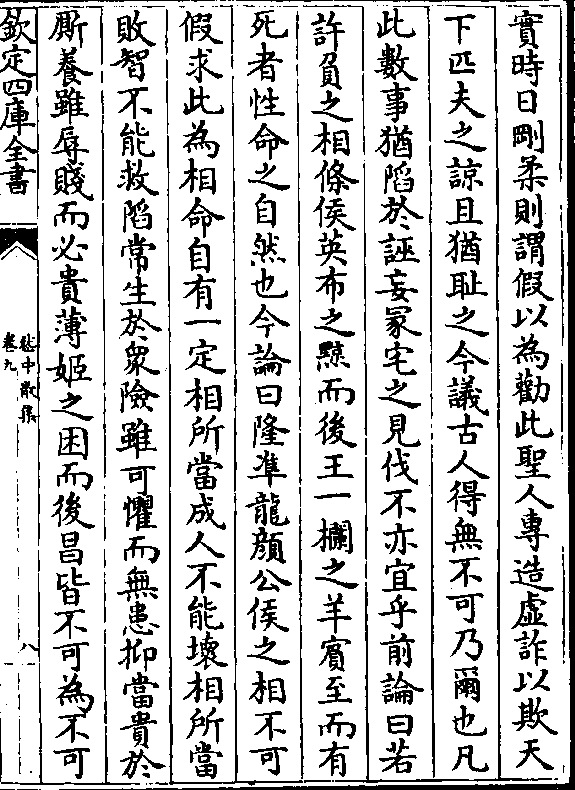 實時日剛柔則謂假以為勸此聖人專造虛詐以欺天
下匹夫之諒且猶耻之今議古人得無不可乃爾也凡
此數事猶陷於誣妄冢宅之見伐不亦宜乎前論曰若
許負之相條侯英布之黥而後王一欄之羊賓至而有
死者性命之自然也今論曰隆準龍顔公侯之相不可
假求此為相命自有一定相所當成人不能壊相所當
敗智不能救陷常生於衆險雖可懼而無患抑當貴於
厮養雖辱賤而必貴薄姬之困而後昌皆不可為不可
欽定四庫全書
嵇中散集
卷九
八